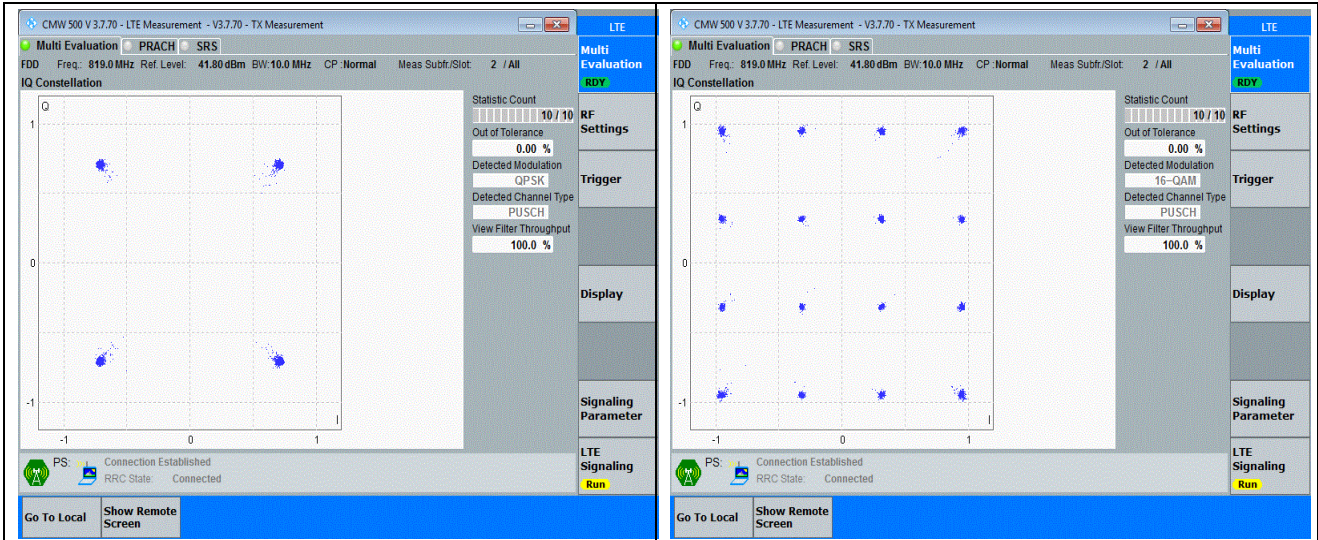 CMW 500 V 3.7.70 - LTE Measurement - V3.7.70 - TX Measurement
LTE
Multi Evaluation PRACH SRS
Multi
Evaluation
RDY
FDD Freq.: 819.0 MHz Ref. Level: 41.80 dBm BW: 10.0 MHz CP : Normal Meas Subfr./Slot: 2 / All
IQ Constellation
Q
1
0
-1
-1 0 1
I
Statistic Count
10 / 10
Out of Tolerance
0.00 %
Detected Modulation
QPSK
Detected Channel Type
PUSCH
View Filter Throughput
100.0 %
RF
Settings
Trigger
Display
Signaling
Parameter
LTE
Signaling
Run
PS: Connection Established
RRC State: Connected
Go To Local
Show Remote
Screen
CMW 500 V 3.7.70 - LTE Measurement - V3.7.70 - TX Measurement
LTE
Multi Evaluation PRACH SRS
Multi
Evaluation
RDY
FDD Freq.: 819.0 MHz Ref. Level: 41.80 dBm BW: 10.0 MHz CP : Normal Meas Subfr./Slot: 2 / All
IQ Constellation
Q
1
0
-1
-1 0 1
I
Statistic Count
10 / 10
Out of Tolerance
0.00 %
Detected Modulation
16-QAM
Detected Channel Type
PUSCH
View Filter Throughput
100.0 %
RF
Settings
Trigger
Display
Signaling
Parameter
LTE
Signaling
Run
PS: Connection Established
RRC State: Connected
Go To Local
Show Remote
Screen